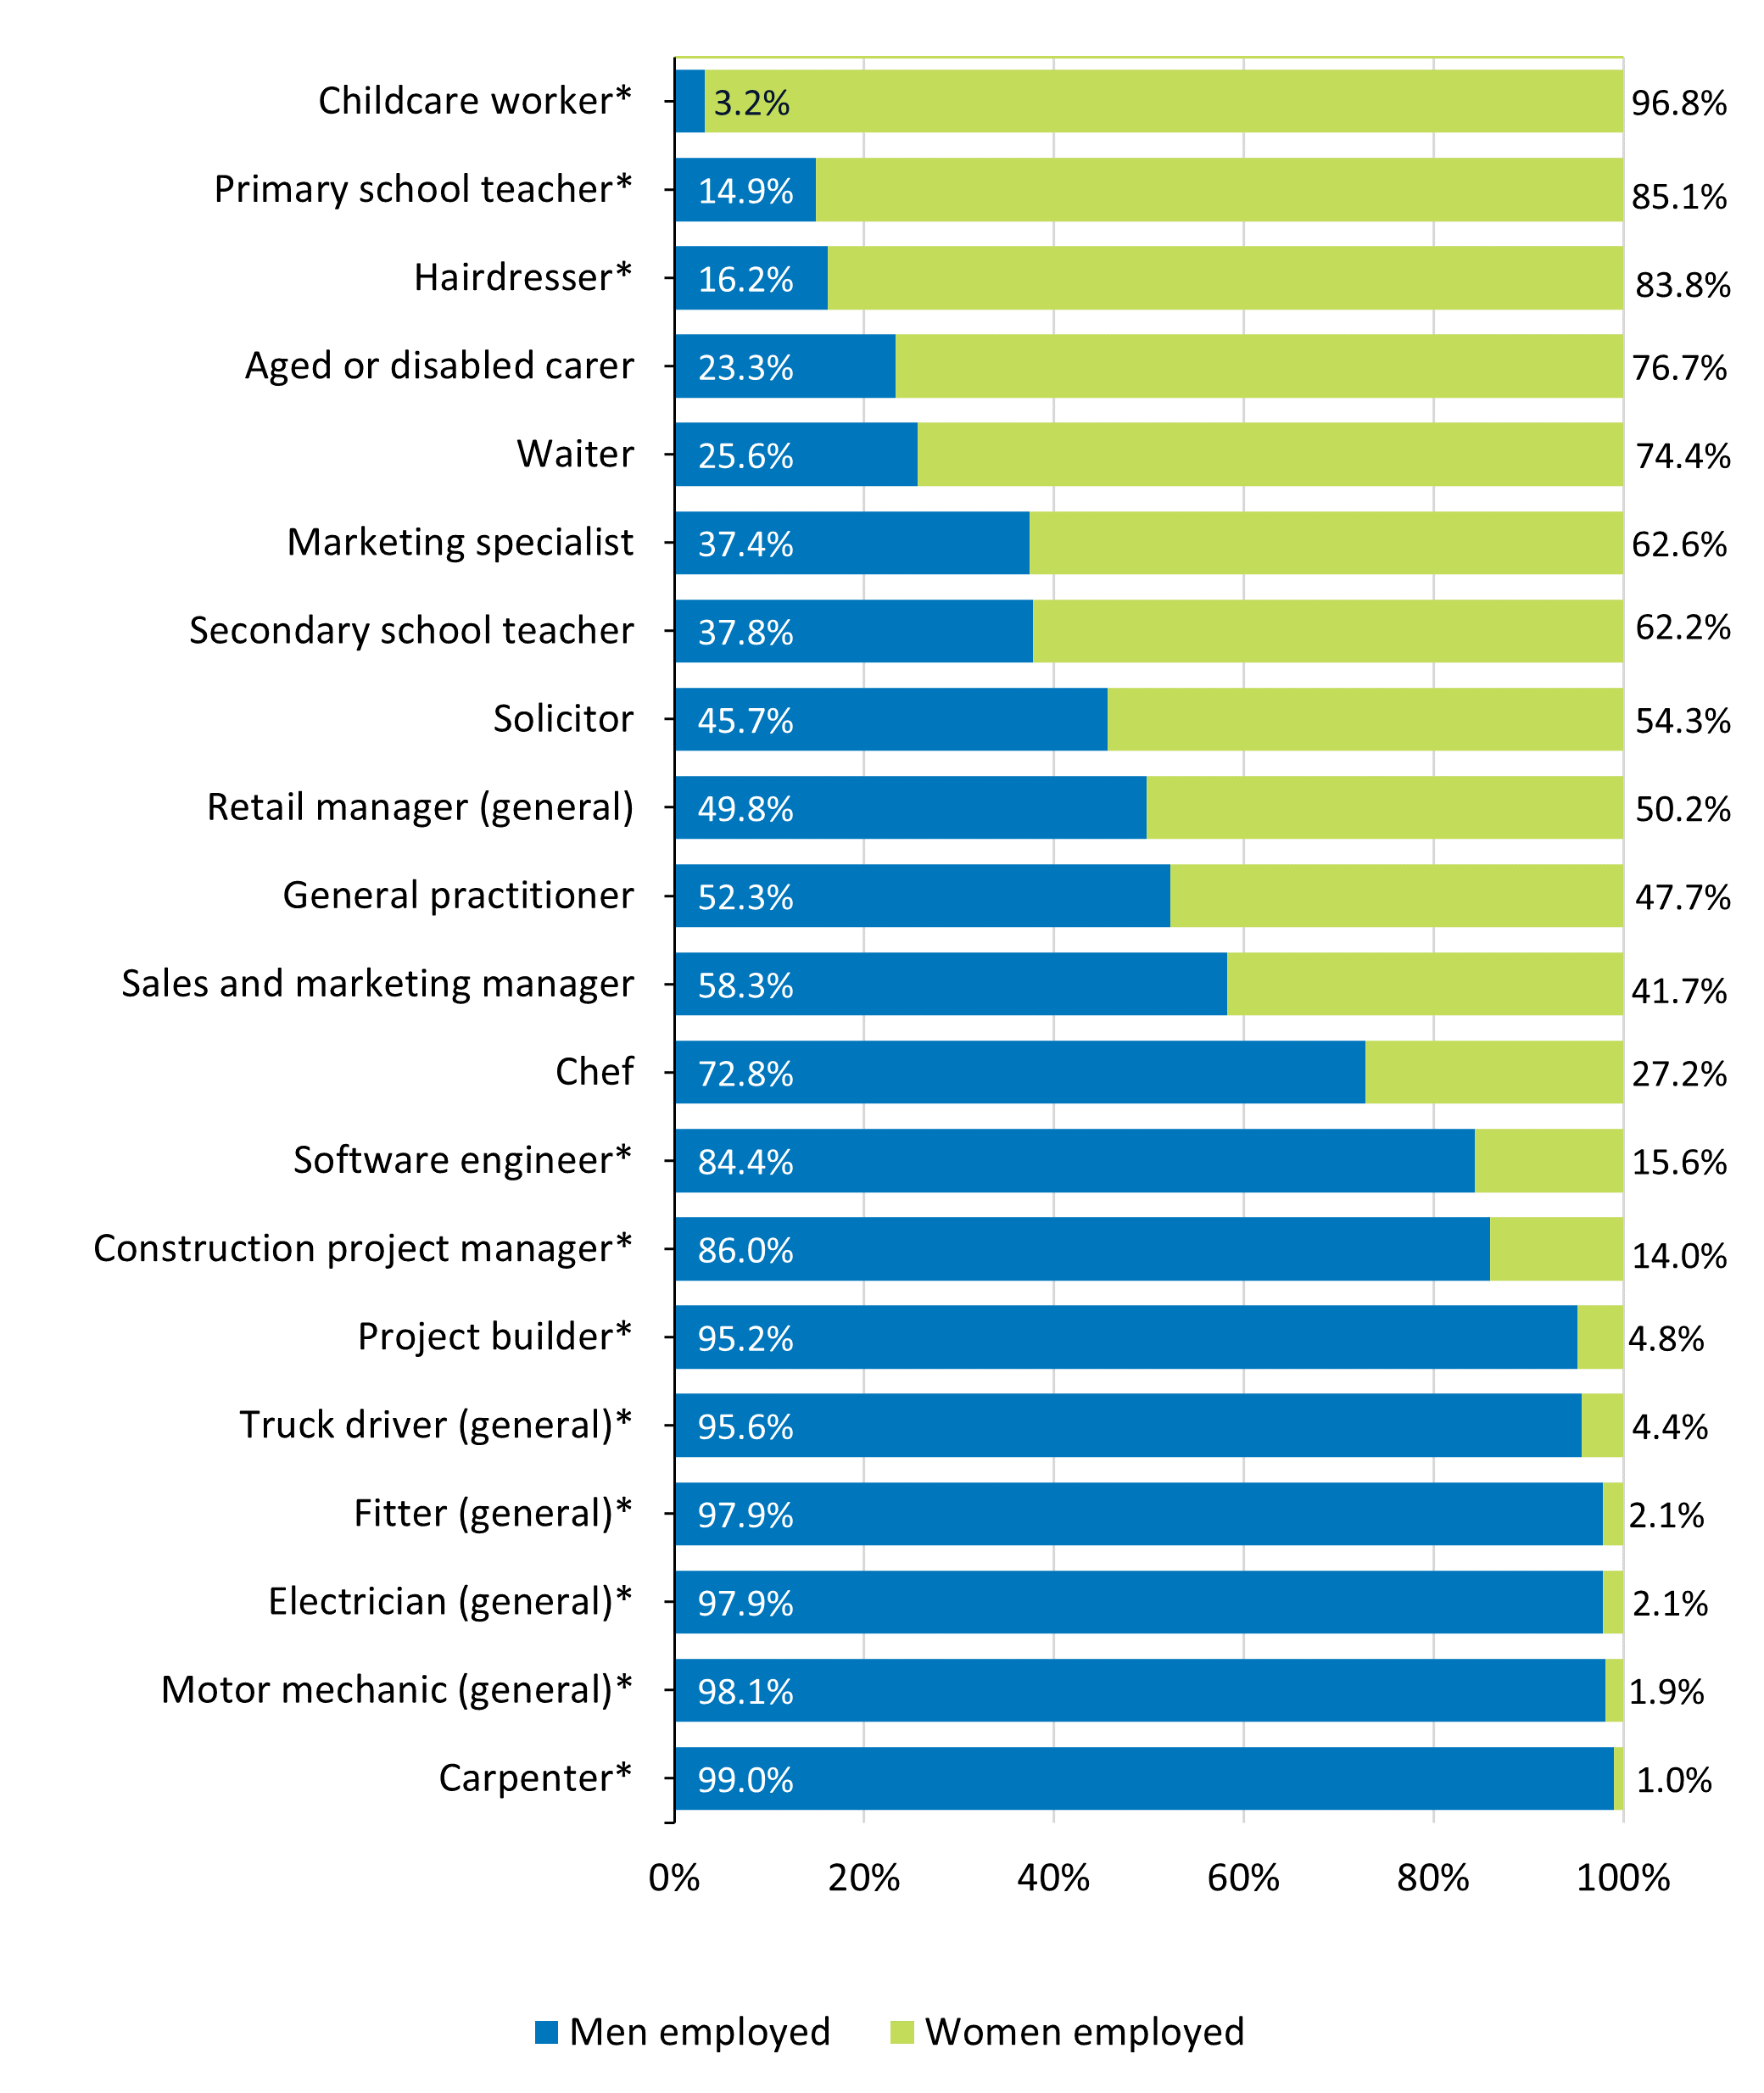 Childcare worker* 3.2% 96.8%
Primary school teacher* 14.9% 85.1%
Hairdresser* 16.2% 83.8%
Aged or disabled carer 23.3% 76.7%
Waiter 25.6% 74.4%
Marketing specialist 37.4% 62.6%
Secondary school teacher 37.8% 62.2%
Solicitor 45.7% 54.3%
Retail manager (general) 49.8% 50.2%
General practitioner 52.3% 47.7%
Sales and marketing manager 58.3% 41.7%
Chef 72.8% 27.2%
Software engineer* 84.4% 15.6%
Construction project manager* 86.0% 14.0%
Project builder* 95.2% 4.8%
Truck driver (general)* 95.6% 4.4%
Fitter (general)* 97.9% 2.1%
Electrician (general)* 97.9% 2.1%
Motor mechanic (general)* 98.1% 1.9%
Carpenter* 99.0% 1.0%
0% 20% 40% 60% 80% 100%
Men employed Women employed